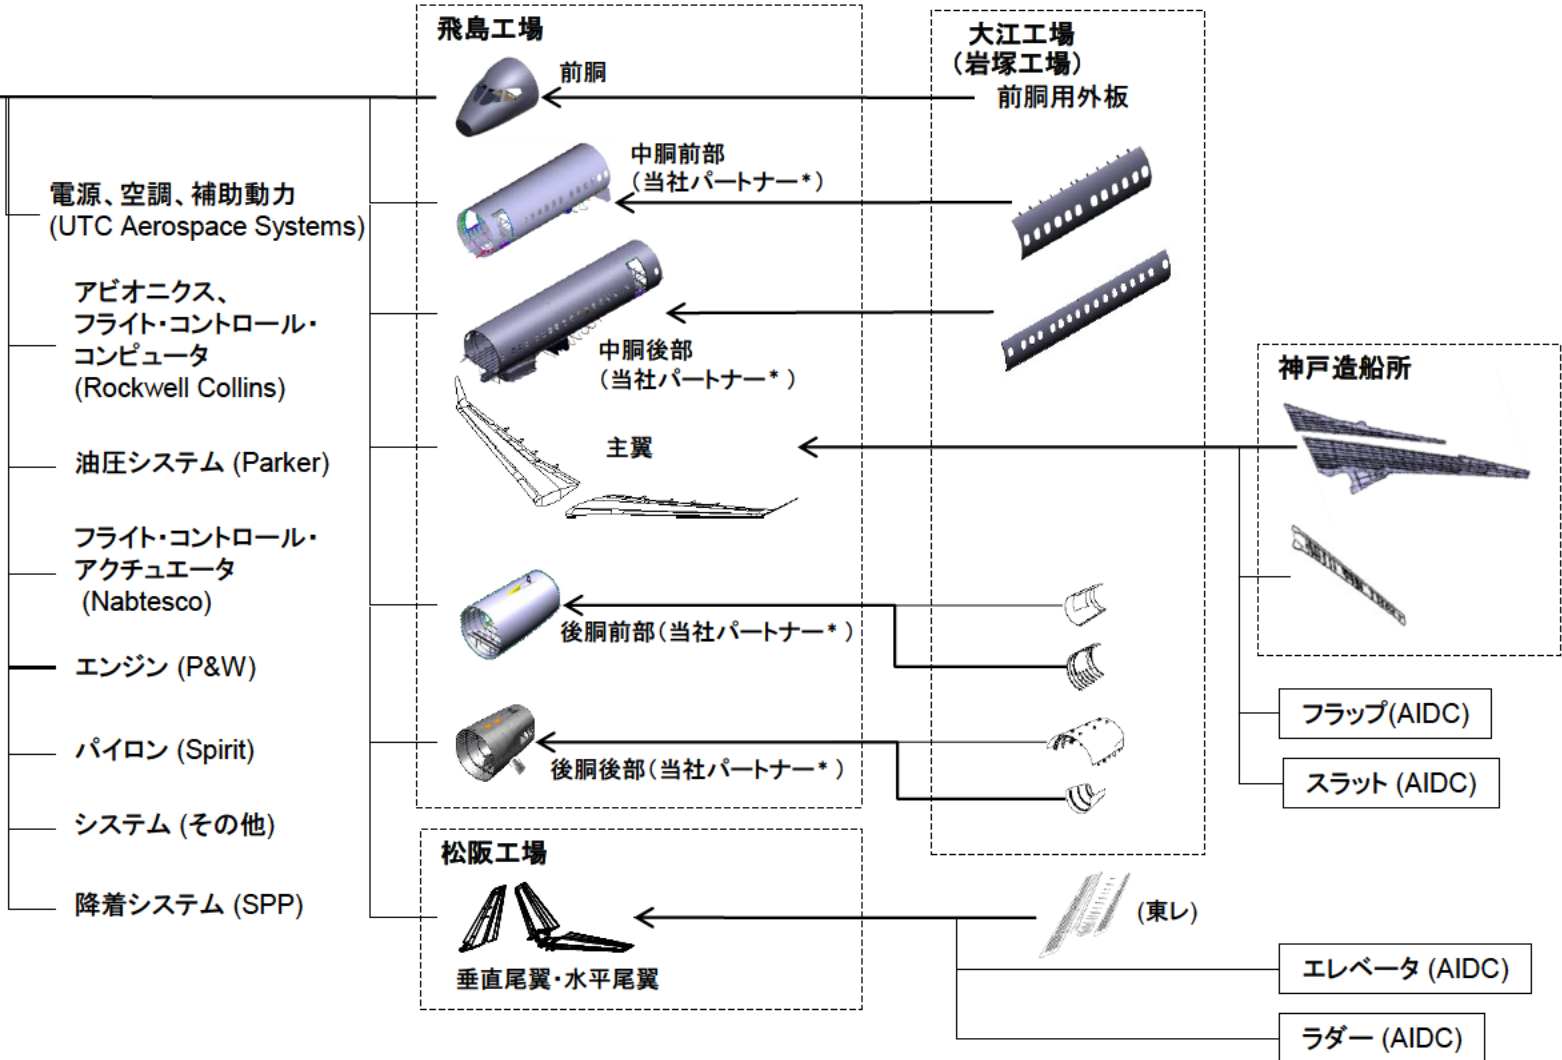 飛島工場
前胴
大江工場
(岩塚工場)
前胴用外板
中胴前部
(当社パートナー*)
中胴後部
(当社パートナー* )
主翼
後胴前部(当社パートナー* )
後胴後部(当社パートナー* )
電源、空調、補助動力
(UTC Aerospace Systems)
アビオニクス、
フライト・コントロール・
コンピュータ
(Rockwell Collins)
油圧システム (Parker)
フライト・コントロール・
アクチュエータ
(Nabtesco)
エンジン (P&W)
パイロン (Spirit)
システム (その他)
降着システム (SPP)
神戸造船所
フラップ(AIDC)
スラット (AIDC)
松阪工場
垂直尾翼・水平尾翼
(東レ)
エレベータ (AIDC)
ラダー (AIDC)